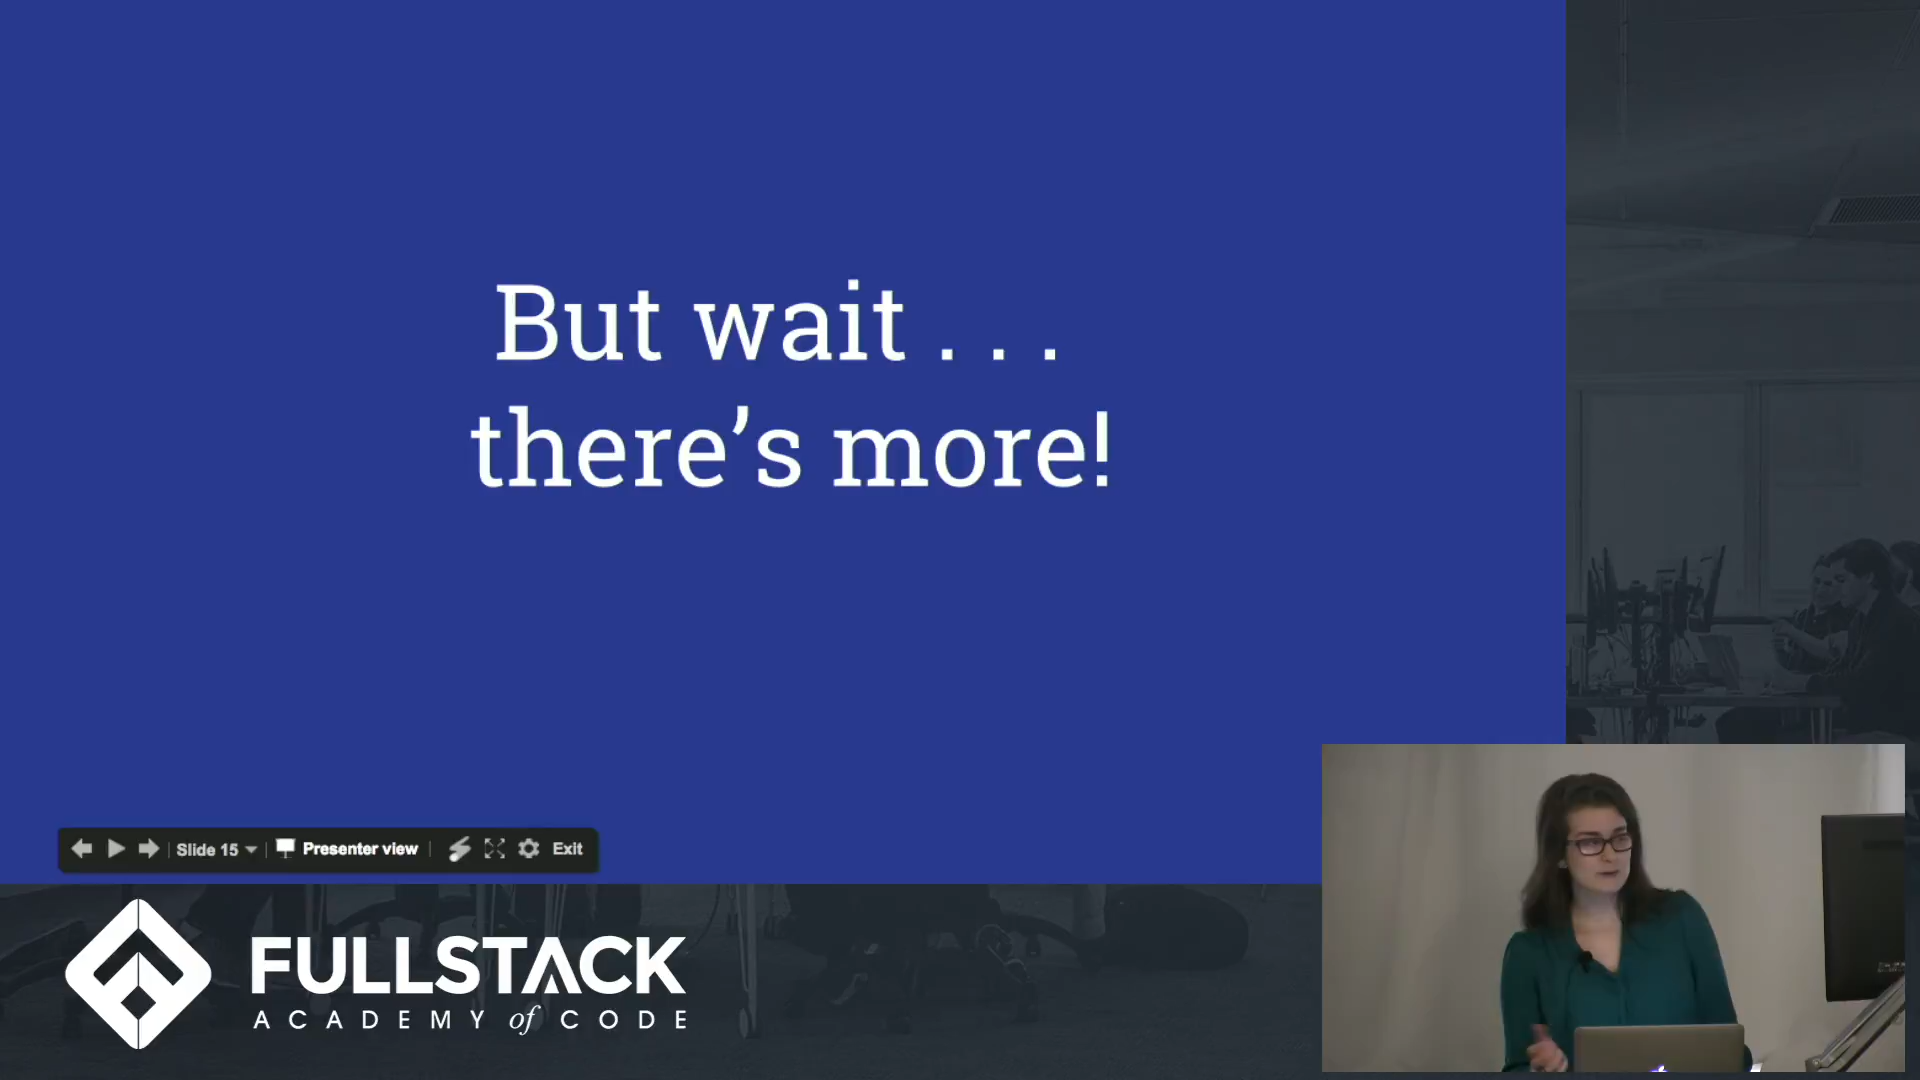 But wait . . .
there’s more!
Slide 15
Presenter view
Exit
FULLSTACK
ACADEMY of CODE